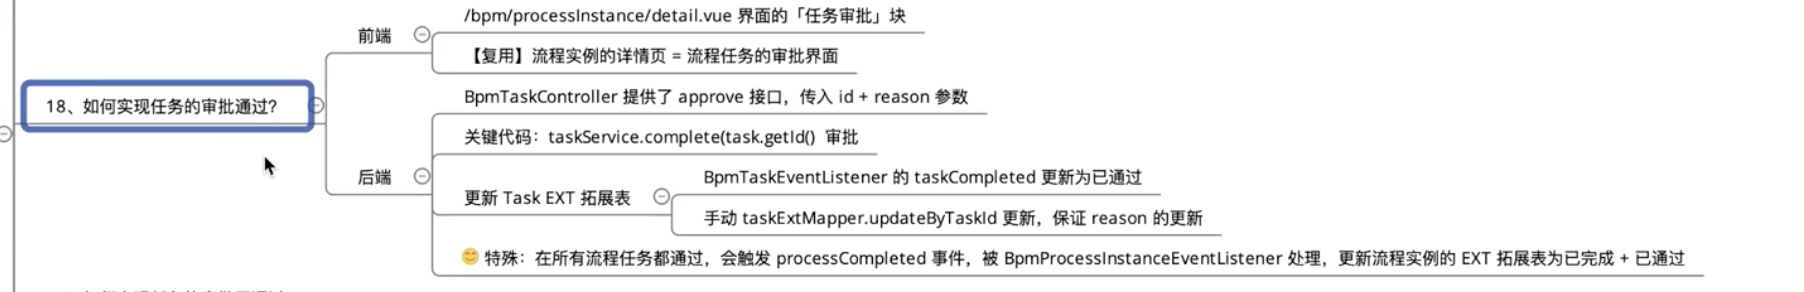 前端
/bpm/processInstance/detail.vue 界面的「任务审批」块
【复用】流程实例的详情页 = 流程任务的审批界面
18、如何实现任务的审批通过?
后端
BpmTaskController 提供了 approve 接口，传入 id + reason 参数
关键代码：taskService.complete(task.getId()  审批
更新 Task EXT 拓展表
BpmTaskEventListener 的 taskCompleted 更新为已通过
手动 taskExtMapper.updateByTaskId 更新，保证 reason 的更新
😊 特殊：在所有流程任务都通过，会触发 processCompleted 事件，被 BpmProcessInstanceEventListener 处理，更新流程实例的 EXT 拓展表为已完成 + 已通过